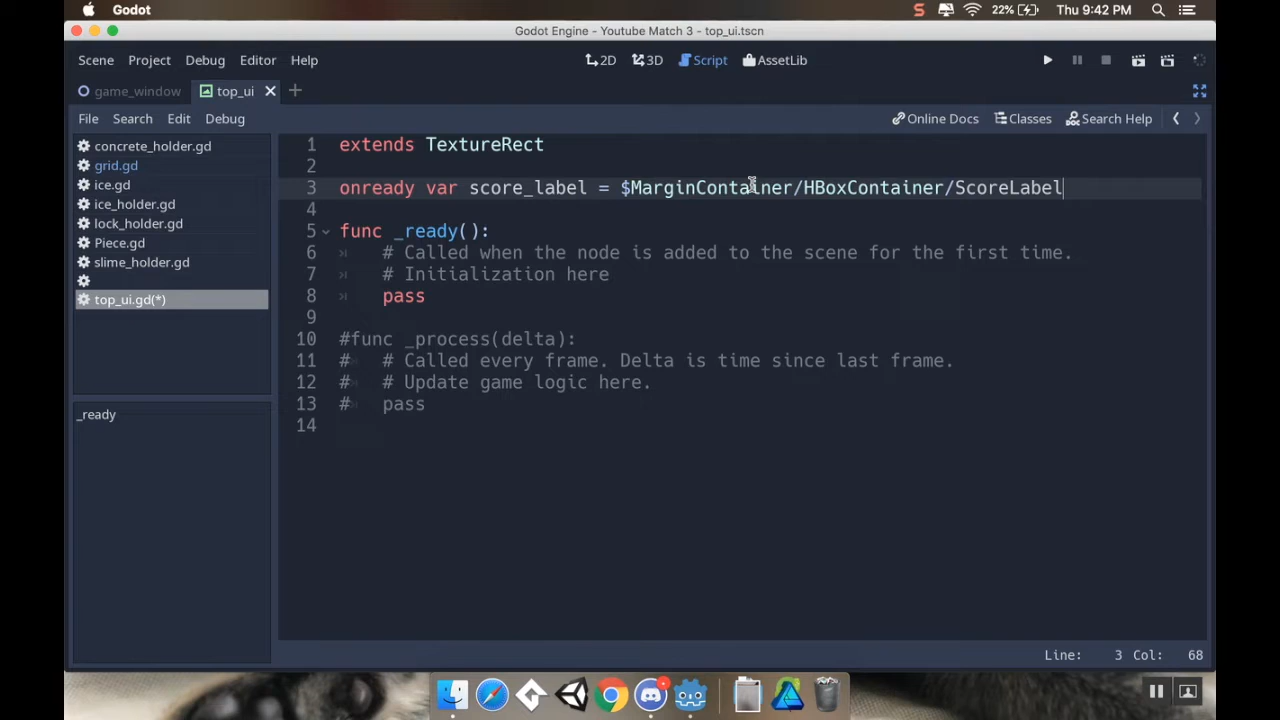 Godot
22%
Thu 9:42 PM
Godot Engine - Youtube Match 3 - top_ui.tscn
Scene Project Debug Editor Help
2D 3D Script AssetLib
game_window top_ui
File Search Edit Debug
Online Docs Classes Search Help
concrete_holder.gd
grid.gd
ice.gd
ice_holder.gd
lock_holder.gd
Piece.gd
slime_holder.gd
top_ui.gd(*)
_ready
1 extends TextureRect
2
3 onready var score_label = $MarginContainer/HBoxContainer/ScoreLabel
4
5 func _ready():
6 # Called when the node is added to the scene for the first time.
7 # Initialization here
8 pass
9
10 #func _process(delta):
11 # # Called every frame. Delta is time since last frame.
12 # # Update game logic here.
13 # pass
14
Line: 3 Col: 68